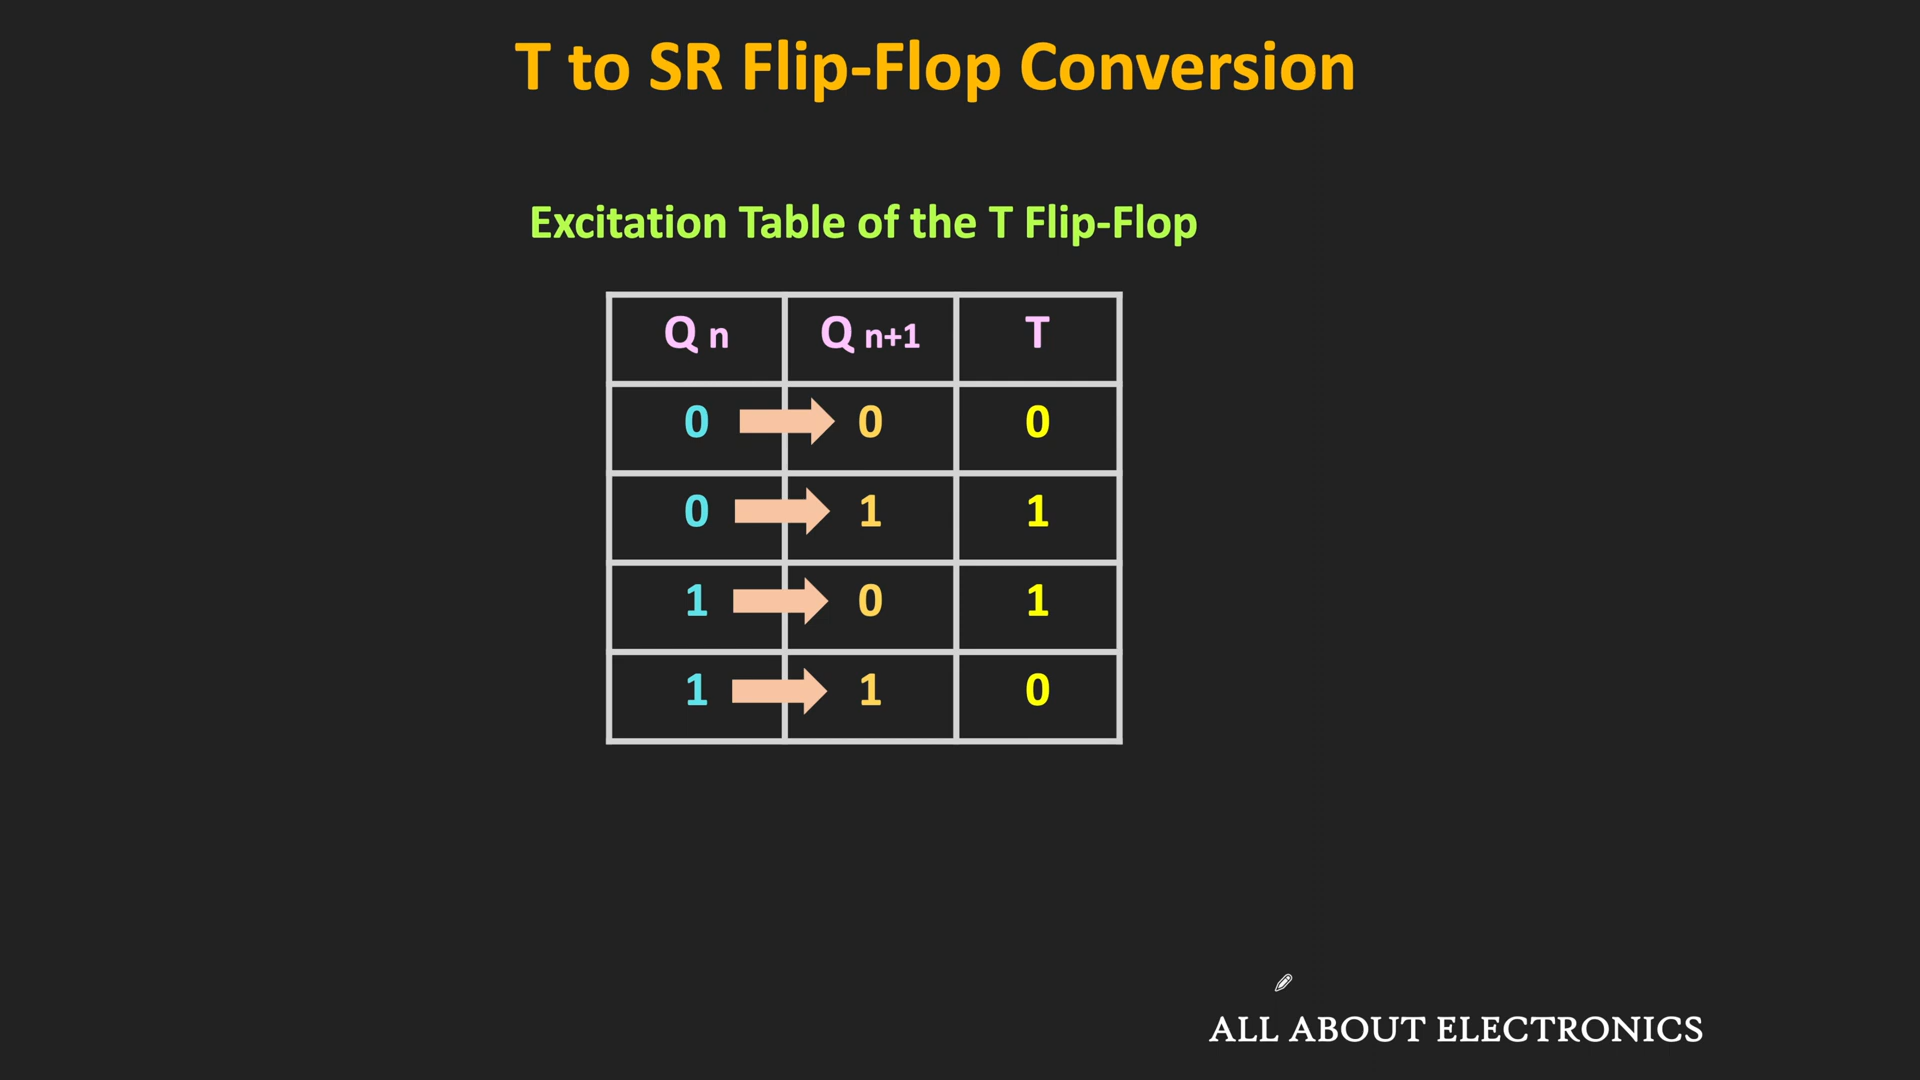 T to SR Flip-Flop Conversion
Excitation Table of the T Flip-Flop
Q n Q n+1 T
0 0 0
0 1 1
1 0 1
1 1 0
ALL ABOUT ELECTRONICS